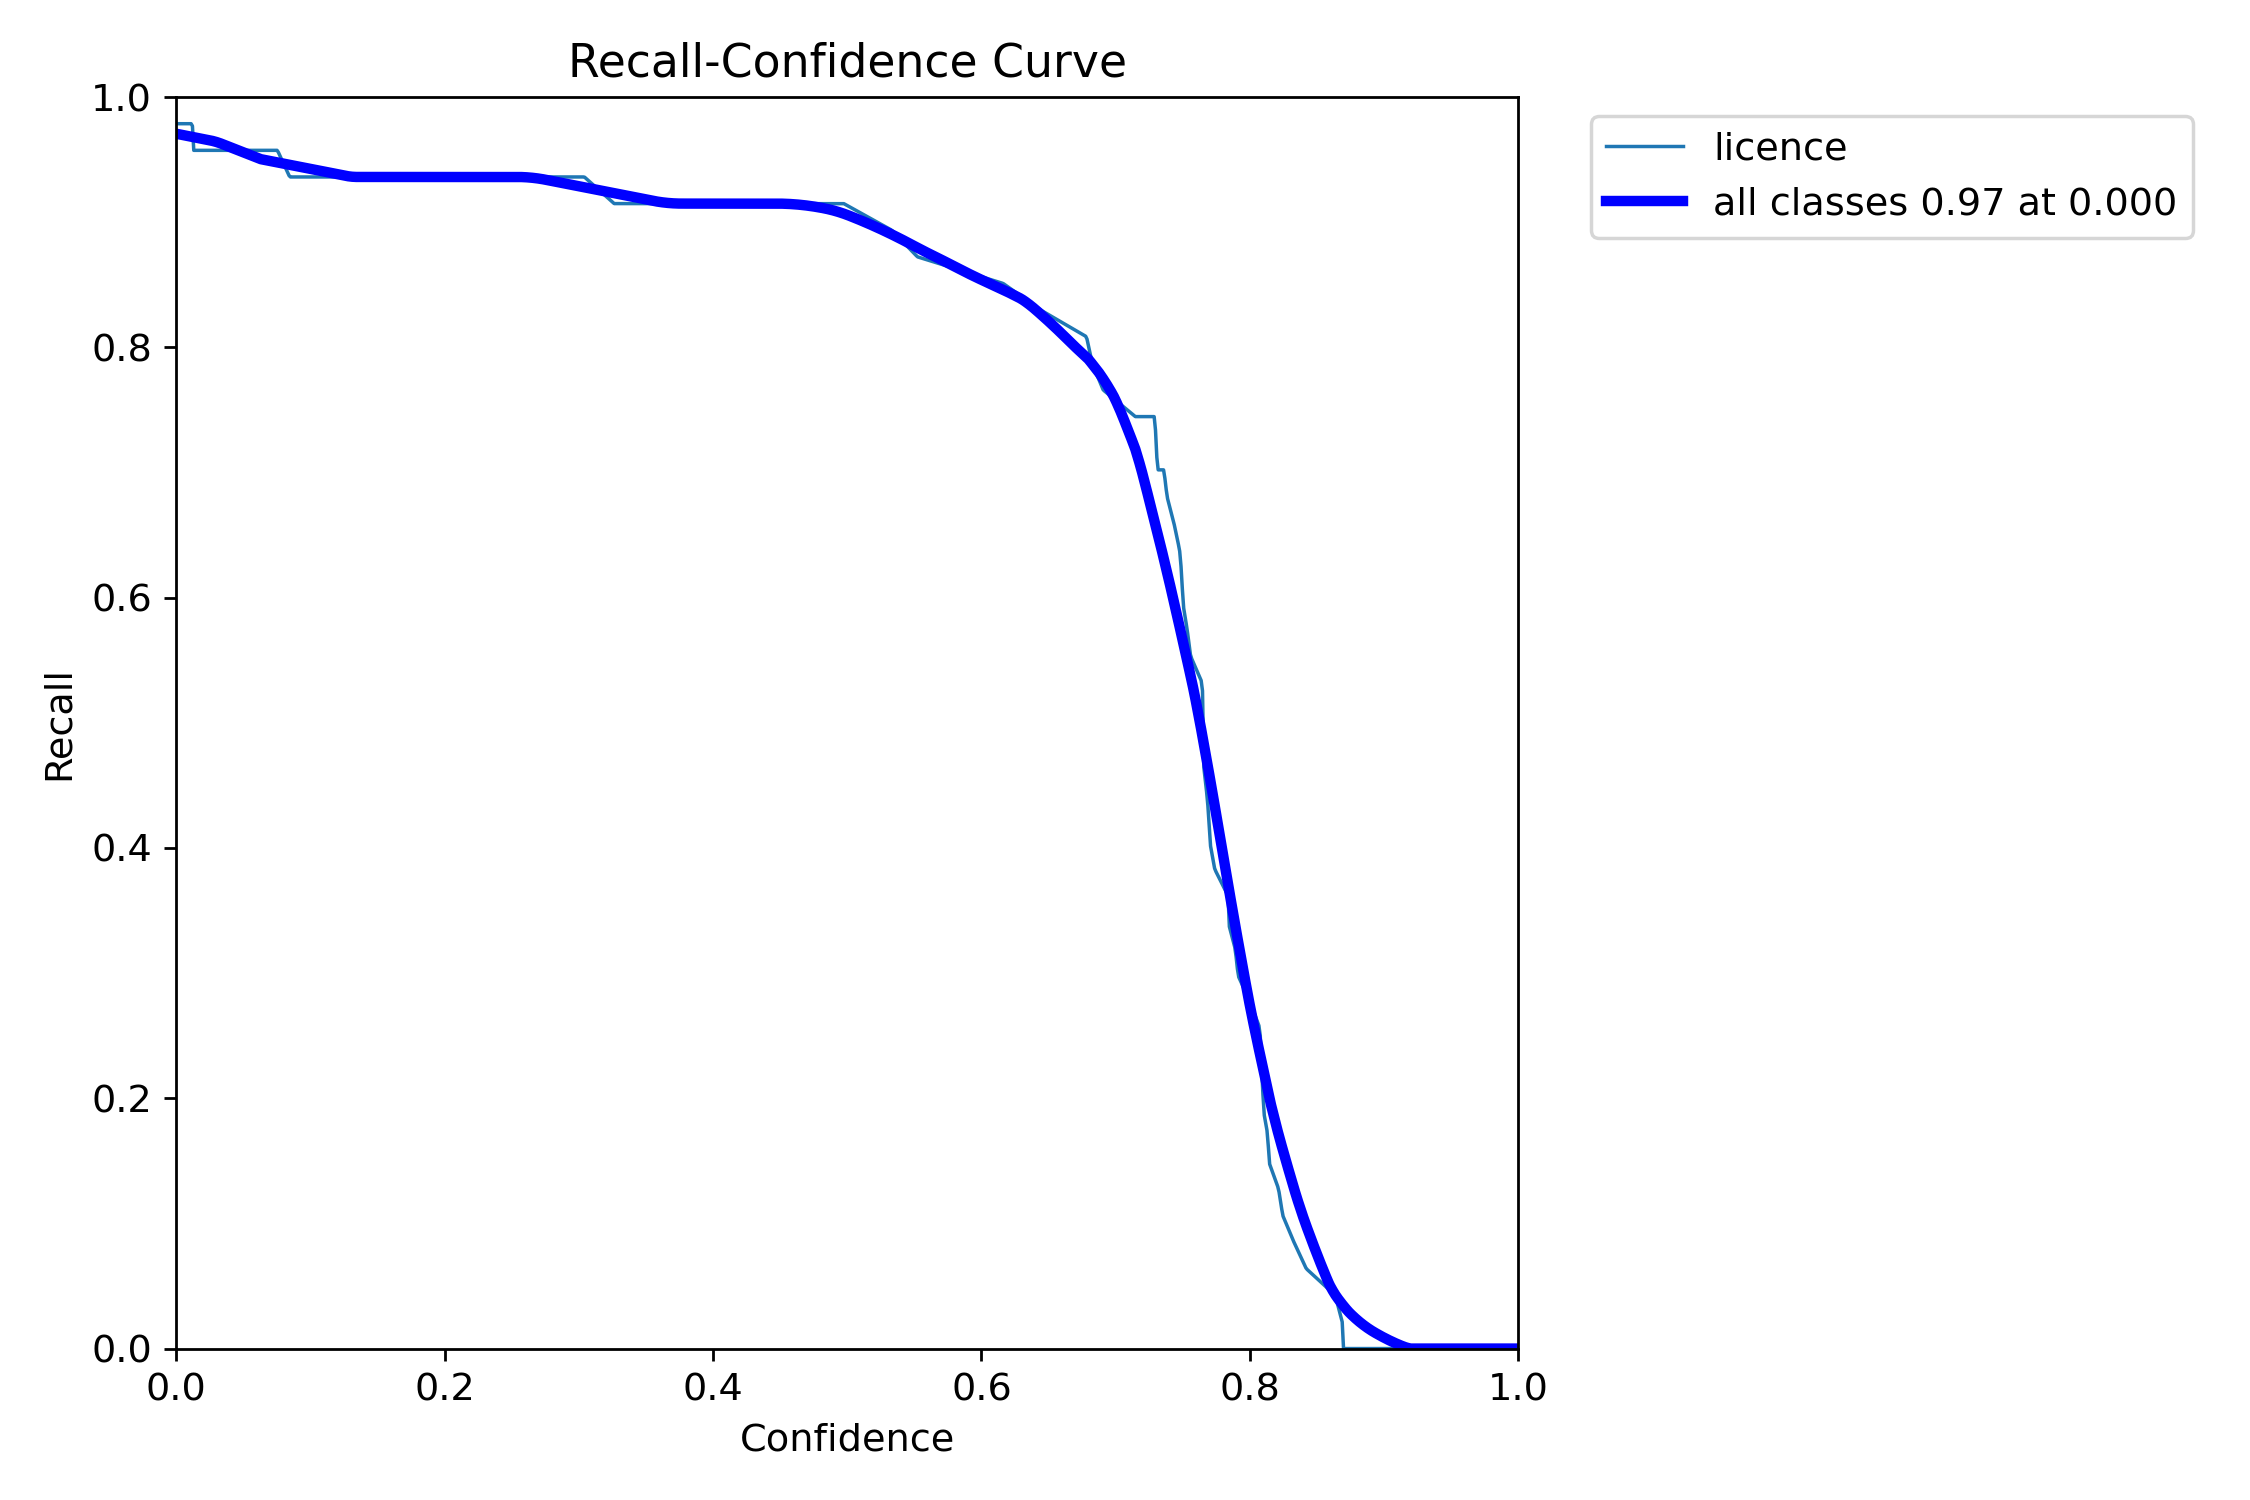 Recall-Confidence Curve
1.0
0.8
0.6
0.4
0.2
0.0
Recall
0.0 0.2 0.4 0.6 0.8 1.0
Confidence
licence
all classes 0.97 at 0.000